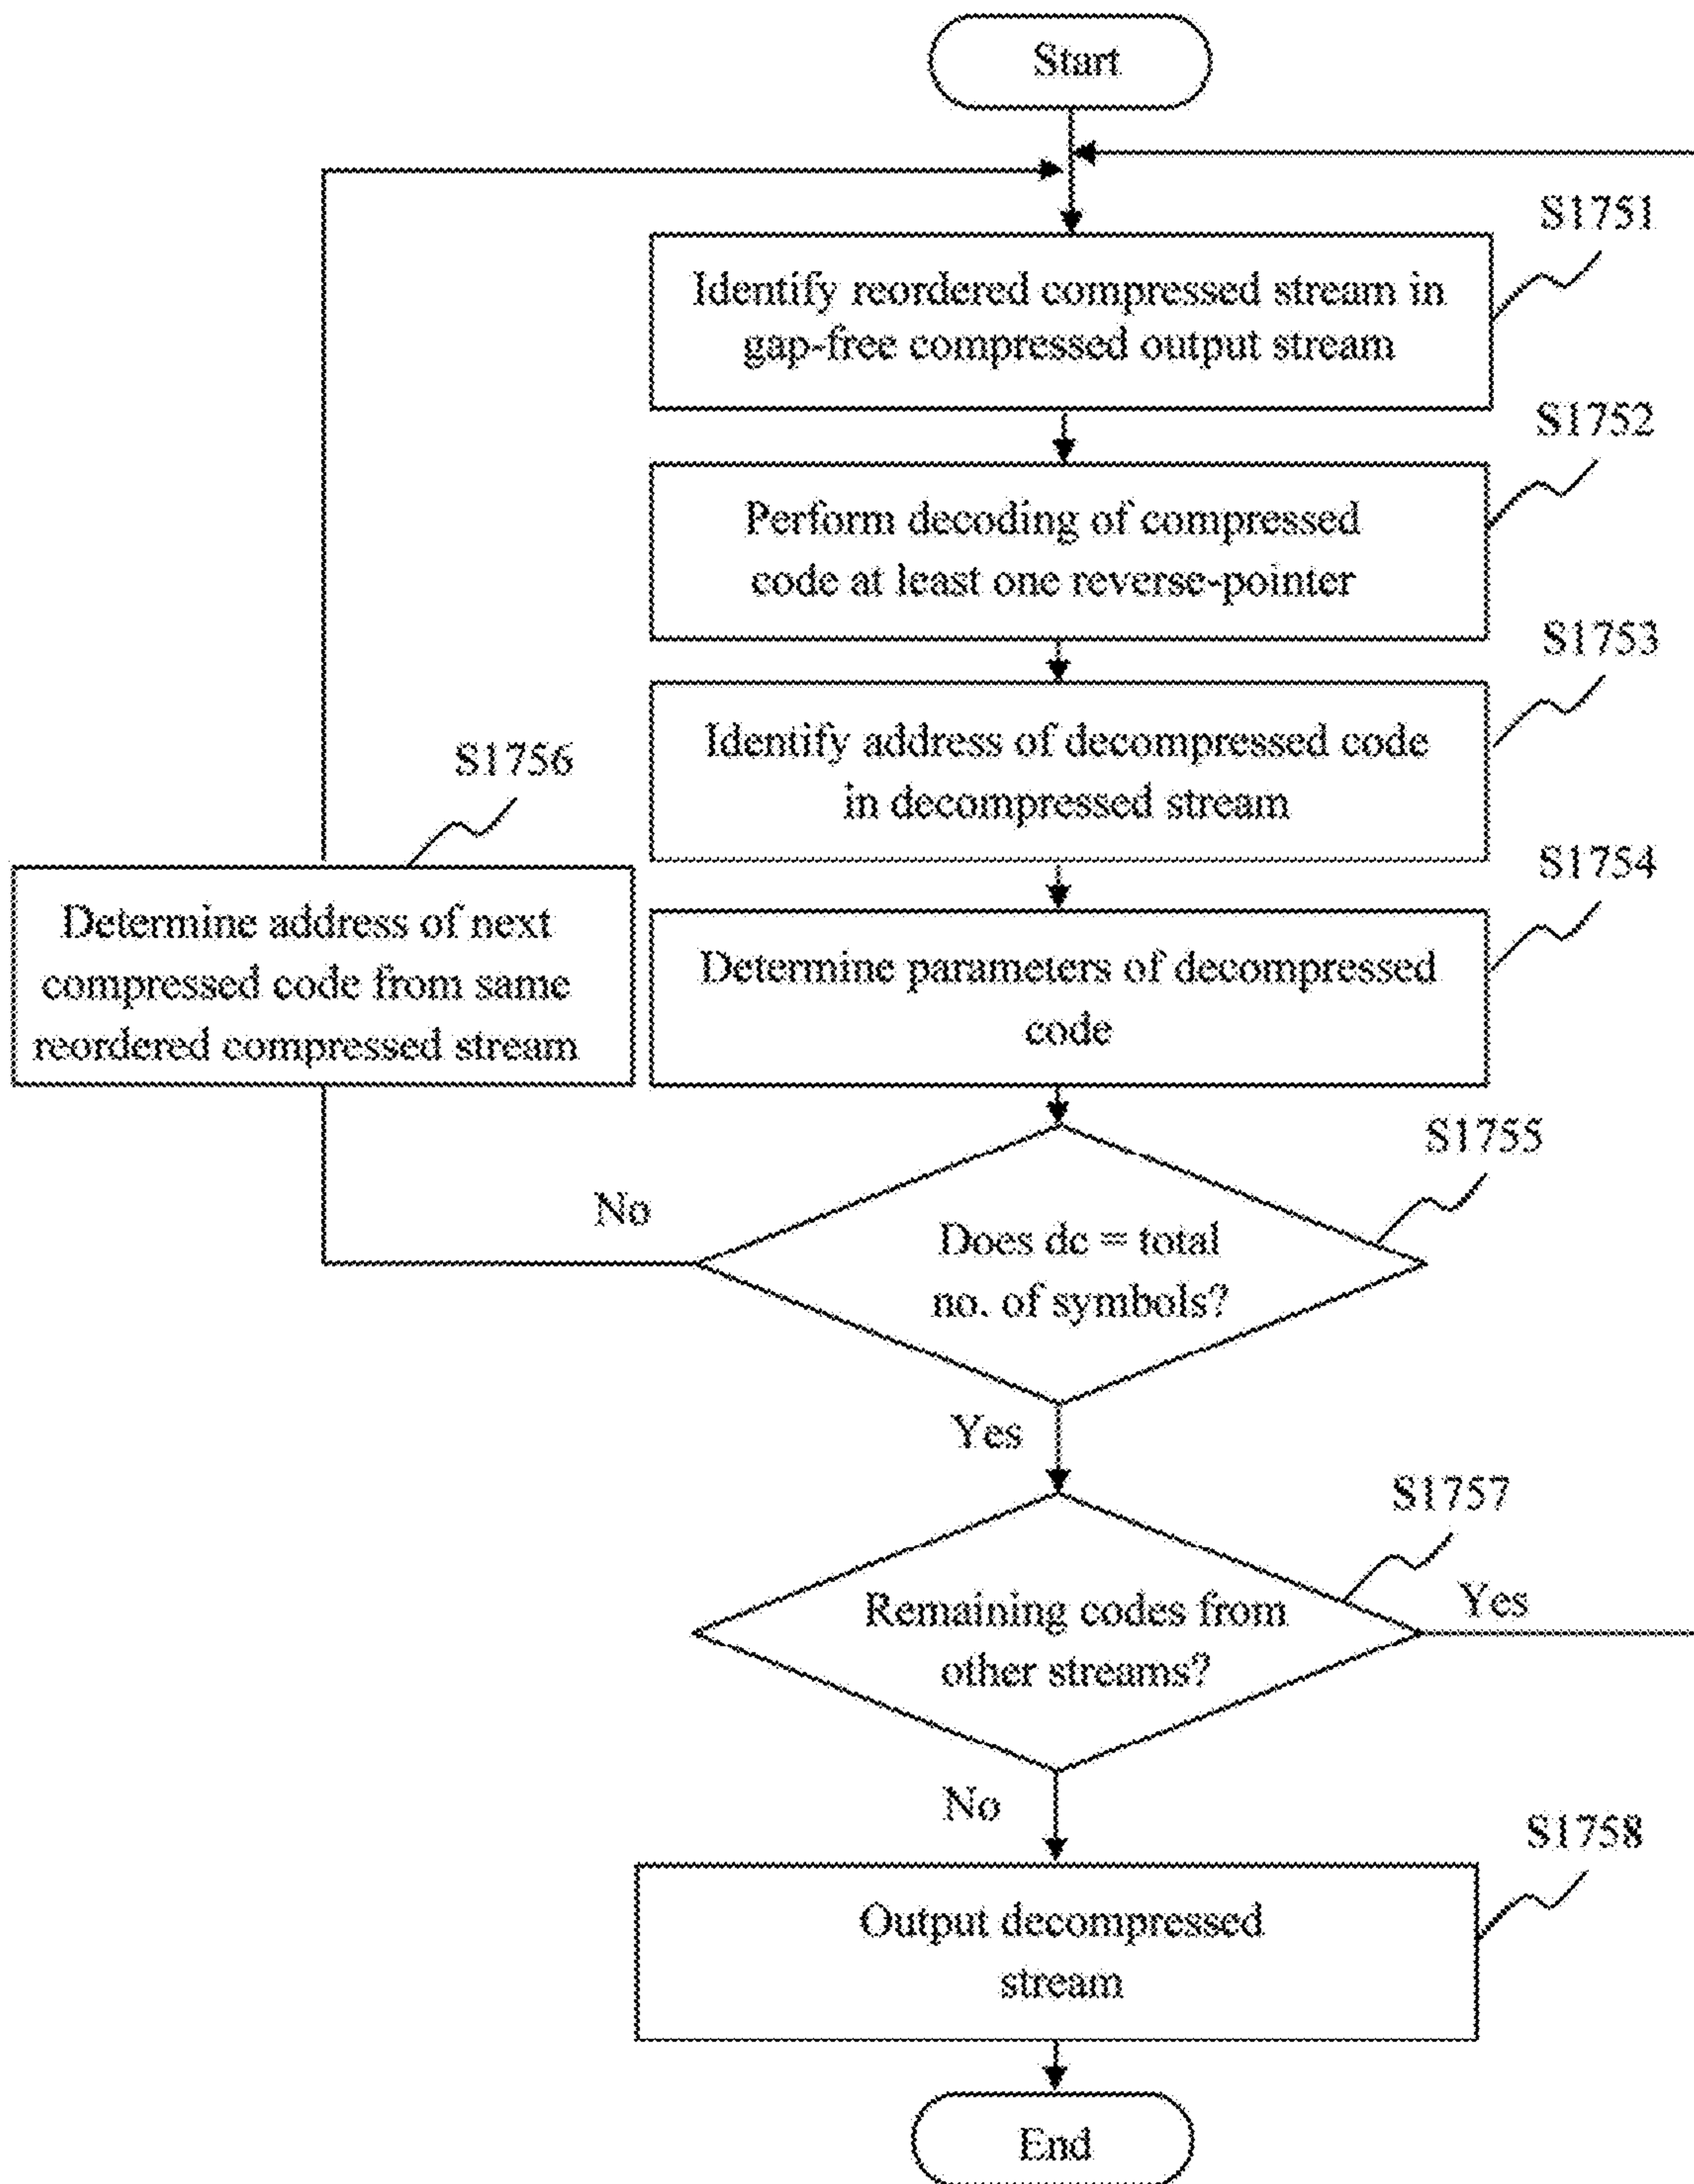 Start
S1751
Identify reordered compressed stream in
gap-free compressed output stream
S1752
Perform decoding of compressed
code at least one reverse-pointer
S1753
Identify address of decompressed code
in decompressed stream
S1756
Determine address of next
compressed code from same
reordered compressed stream
S1754
Determine parameters of decompressed
code
S1755
No
Does dc = total
no. of symbols?
Yes
S1757
Remaining codes from
other streams?
Yes
No
S1758
Output decompressed
stream
End